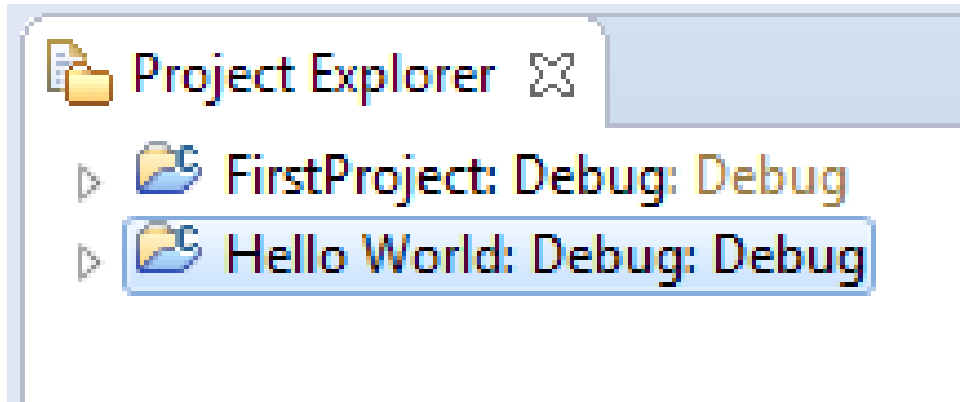 Project Explorer
FirstProject: Debug: Debug
Hello World: Debug: Debug